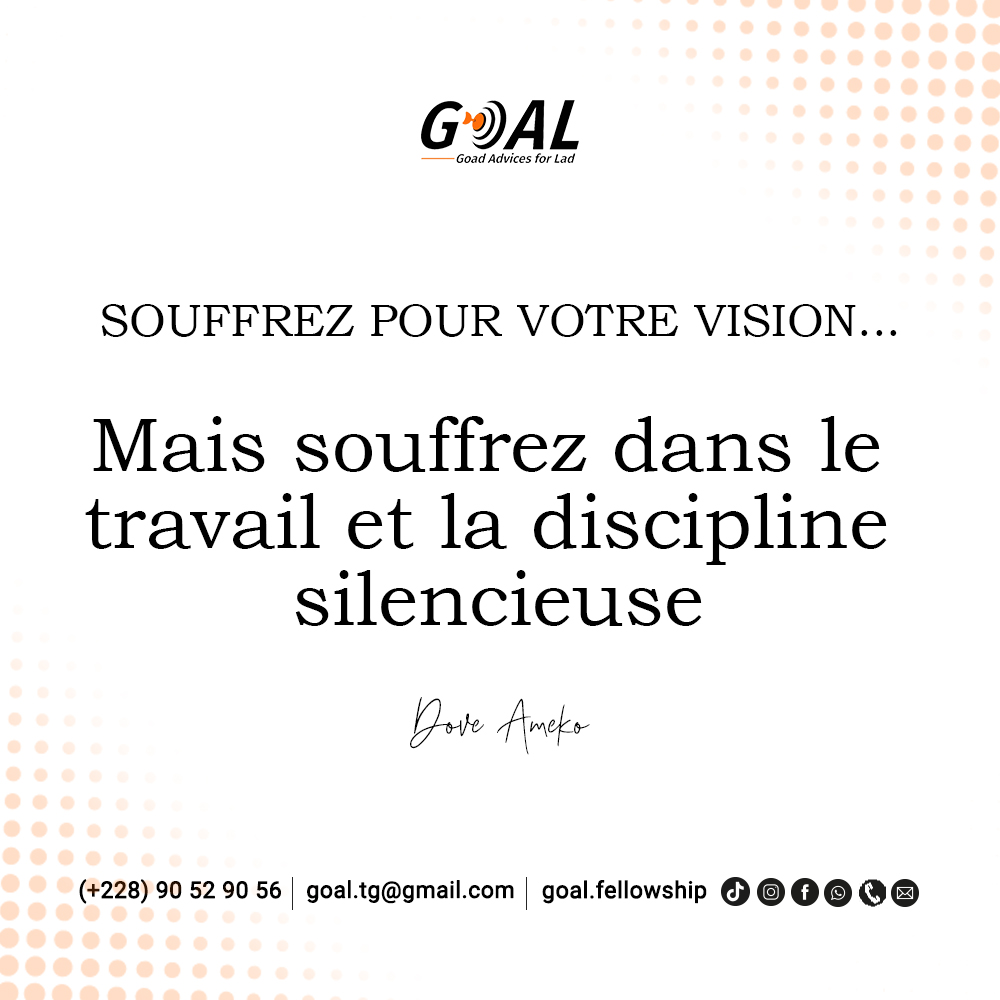 GOAL
Goad Advices for Lad
SOUFFREZ POUR VOTRE VISION...
Mais souffrez dans le
travail et la discipline
silencieuse
Dove Ameko
(+228) 90 52 90 56 | goal.tg@gmail.com | goal.fellowship